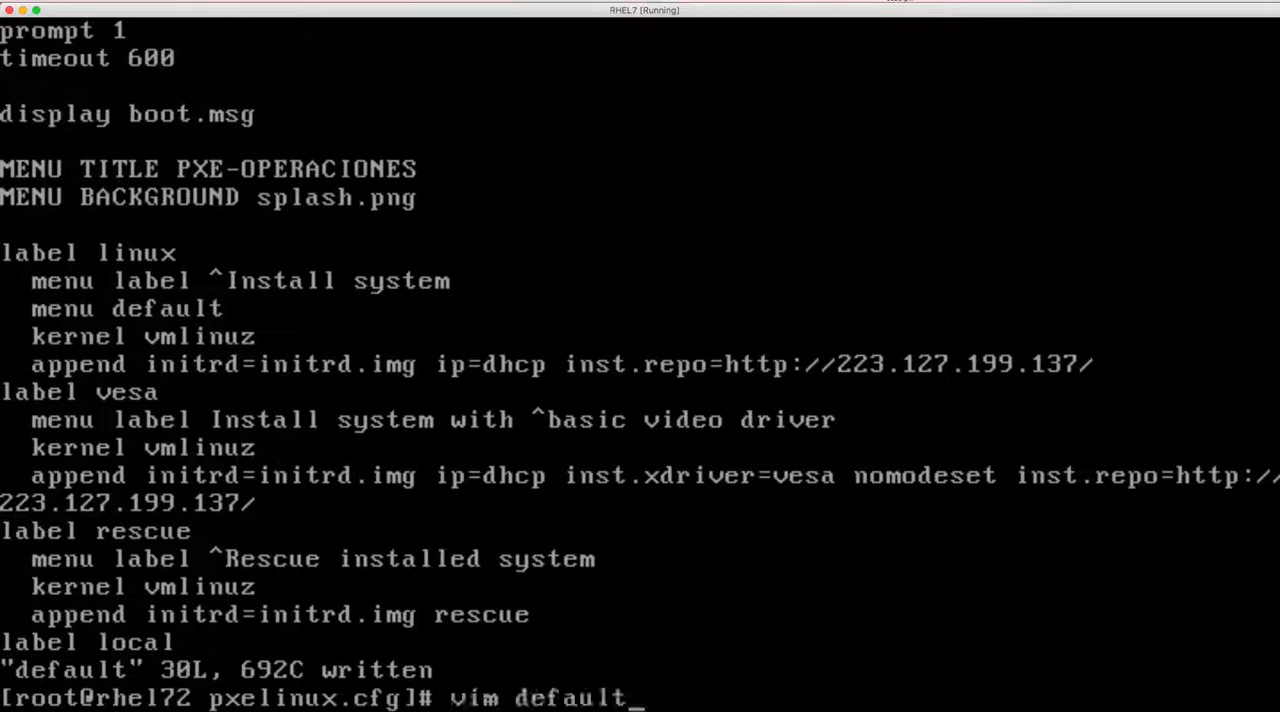 RHEL7 [Running]
prompt 1
timeout 600
display boot.msg
MENU TITLE PXE-OPERACIONES
MENU BACKGROUND splash.png
label linux
menu label ^Install system
menu default
kernel vmlinuz
append initrd=initrd.img ip=dhcp inst.repo=http://223.127.199.137/
label vesa
menu label Install system with ^basic video driver
kernel vmlinuz
append initrd=initrd.img ip=dhcp inst.xdriver=vesa nomodeset inst.repo=http://
223.127.199.137/
label rescue
menu label ^Rescue installed system
kernel vmlinuz
append initrd=initrd.img rescue
label local
"default" 30L, 692C written
[root@rhel72 pxelinux.cfg]# vim default_